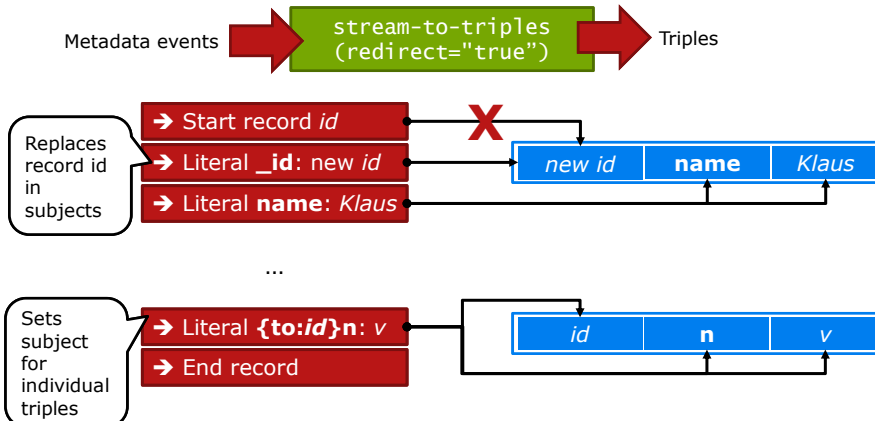 Metadata events
stream-to-triples
(redirect="true”)
Triples
Replaces
record id
in
subjects
➔ Start record id
X
➔ Literal _id: new id
➔ Literal name: Klaus
new id name Klaus
...
Sets
subject
for
individual
triples
➔ Literal {to:id}n: v
➔ End record
id n v